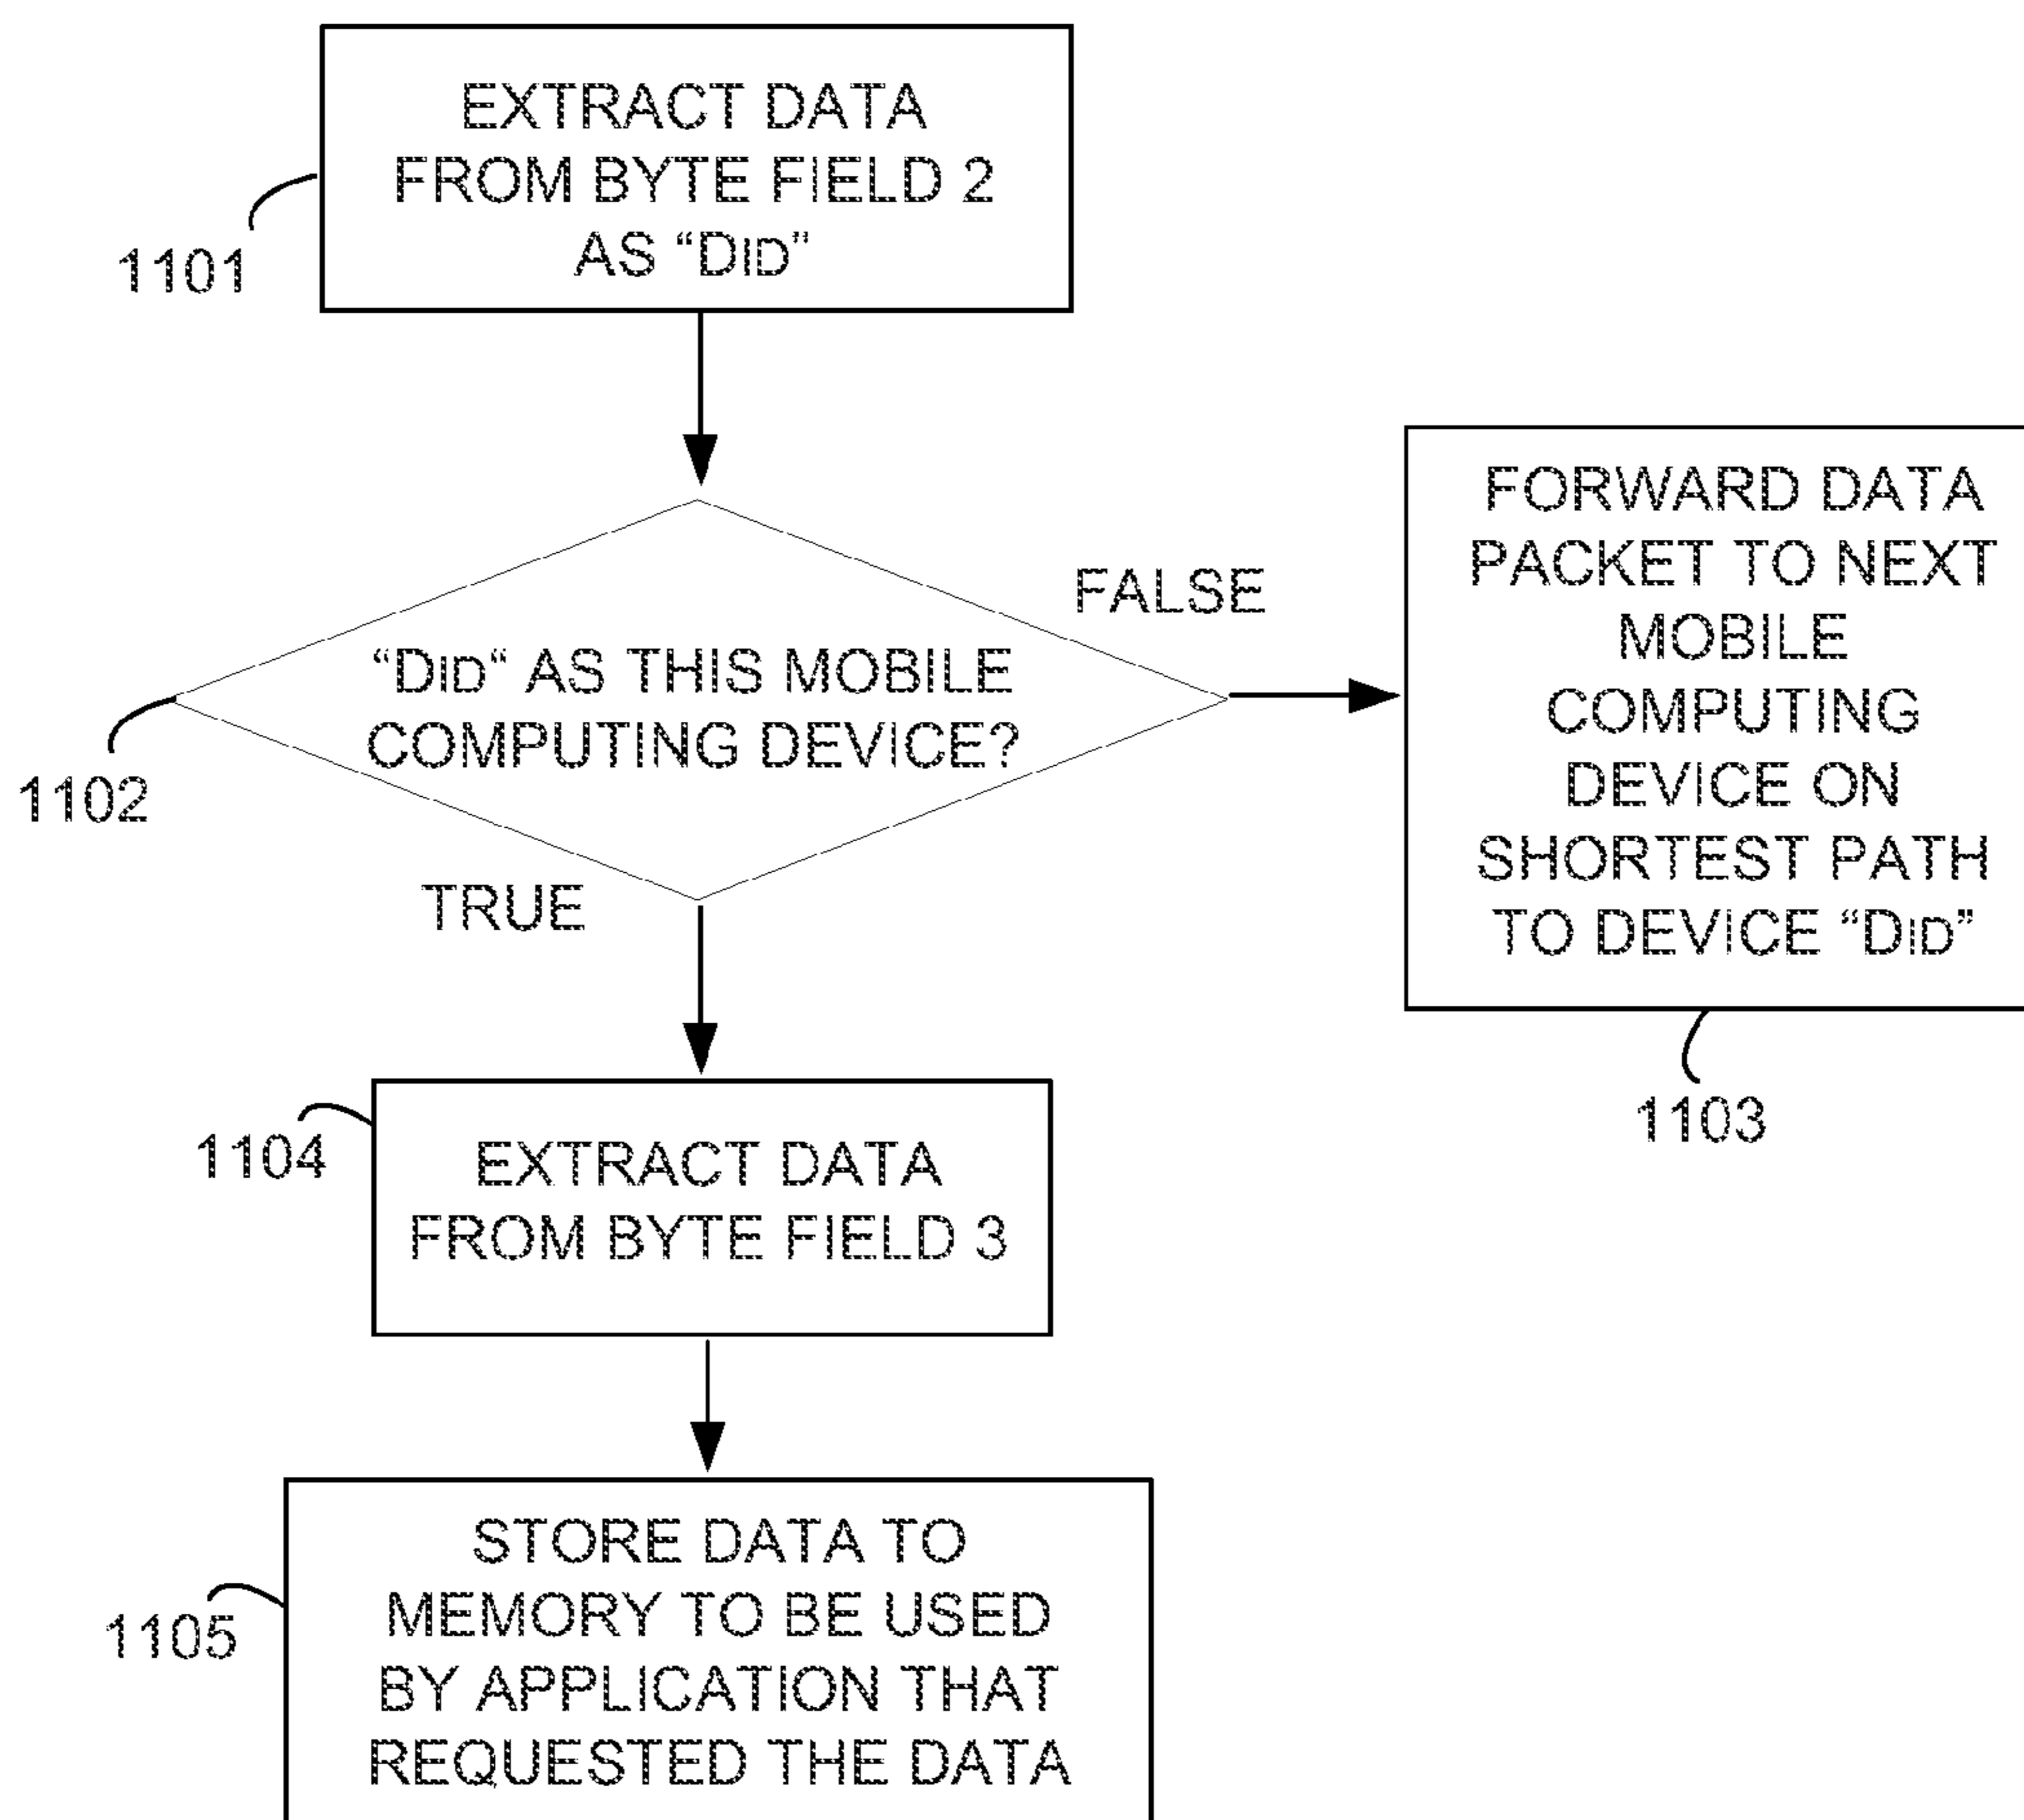 EXTRACT DATA
FROM BYTE FIELD 2
AS “DID”
1101
“DID“ AS THIS MOBILE
COMPUTING DEVICE?
1102
FALSE
FORWARD DATA
PACKET TO NEXT
MOBILE
COMPUTING
DEVICE ON
SHORTEST PATH
TO DEVICE “DID”
1103
TRUE
1104
EXTRACT DATA
FROM BYTE FIELD 3
1105
STORE DATA TO
MEMORY TO BE USED
BY APPLICATION THAT
REQUESTED THE DATA